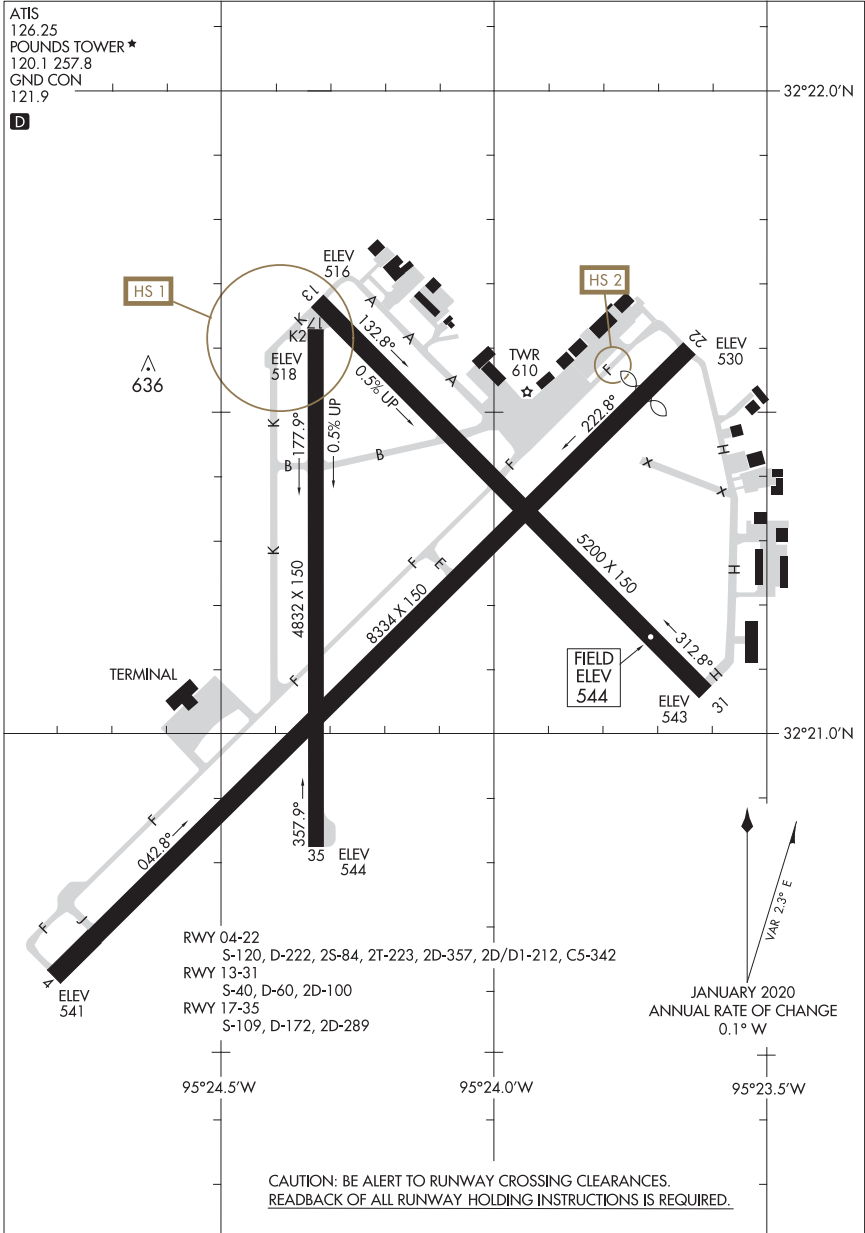 ATIS
126.25
POUNDS TOWER★
120.1 257.8
GND CON
121.9
D
32°22.0'N
HS 1
ELEV
516
13
K
17
K2
ELEV
518
636
A
A
A
132.8°
0.5% UP
HS 2
TWR
610
F
22
ELEV
530
222.8°
177.9°
0.5% UP
K
B
B
F
X
X
H
K
4832 X 150
8334 X 150
F
E
5200 X 150
H
312.8°
H
31
FIELD
ELEV
544
ELEV
543
TERMINAL
F
32°21.0'N
F
042.8°
357.9°
35
ELEV
544
F
J
4
ELEV
541
RWY 04-22
S-120, D-222, 2S-84, 2T-223, 2D-357, 2D/D1-212, C5-342
RWY 13-31
S-40, D-60, 2D-100
RWY 17-35
S-109, D-172, 2D-289
VAR 2.3° E
JANUARY 2020
ANNUAL RATE OF CHANGE
0.1° W
95°24.5'W
95°24.0'W
95°23.5'W
CAUTION: BE ALERT TO RUNWAY CROSSING CLEARANCES.
READBACK OF ALL RUNWAY HOLDING INSTRUCTIONS IS REQUIRED.